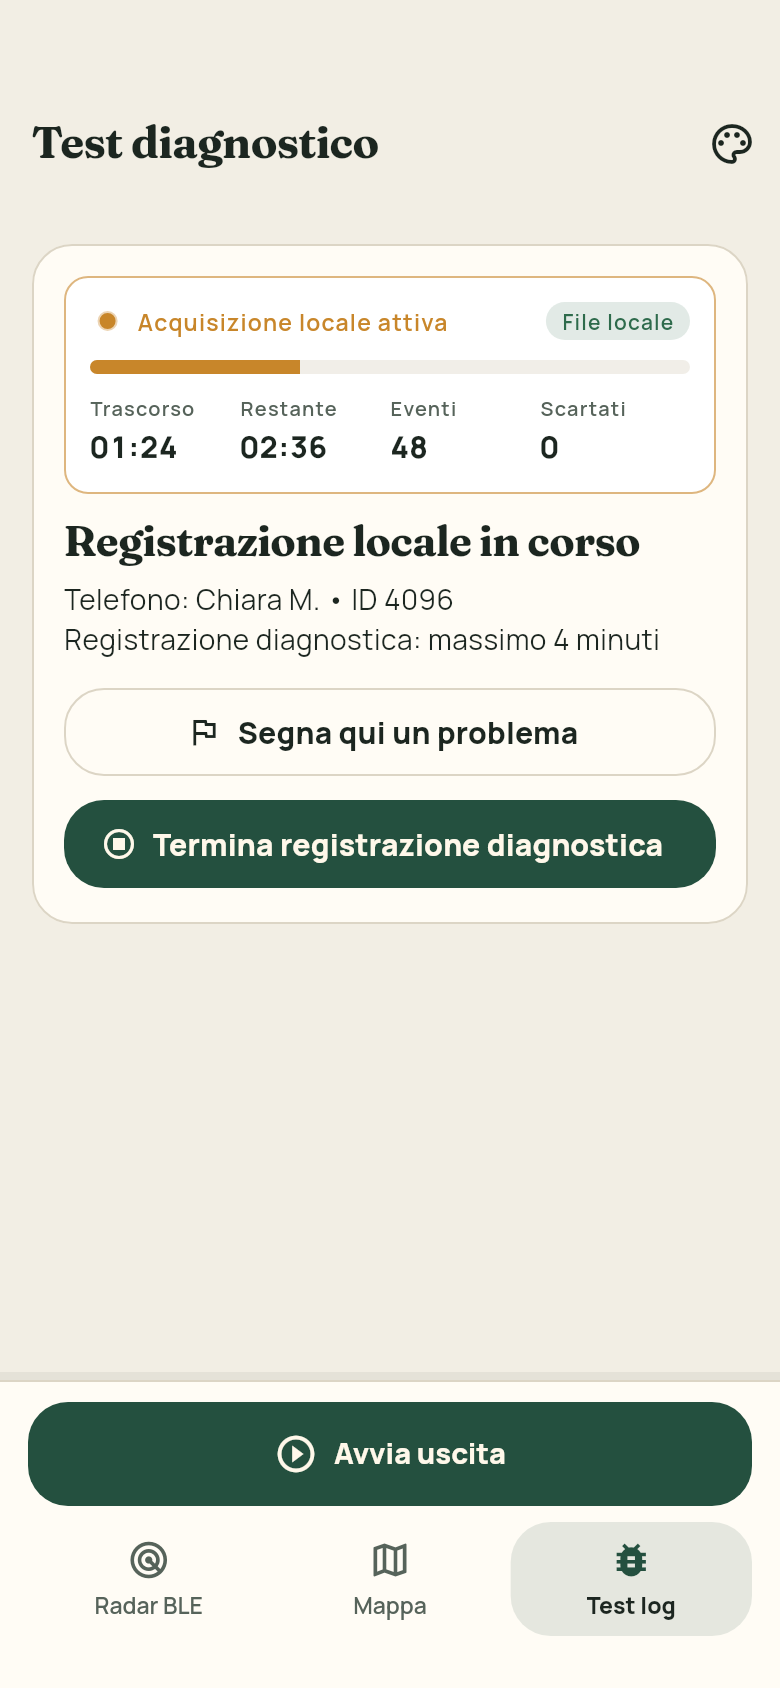 Test diagnostico
Acquisizione locale attiva
File locale
Trascorso Restante Eventi Scartati
01:24 02:36 48 0
Registrazione locale in corso
Telefono: Chiara M. • ID 4096
Registrazione diagnostica: massimo 4 minuti
Segna qui un problema
Termina registrazione diagnostica
Avvia uscita
Radar BLE Mappa Test log